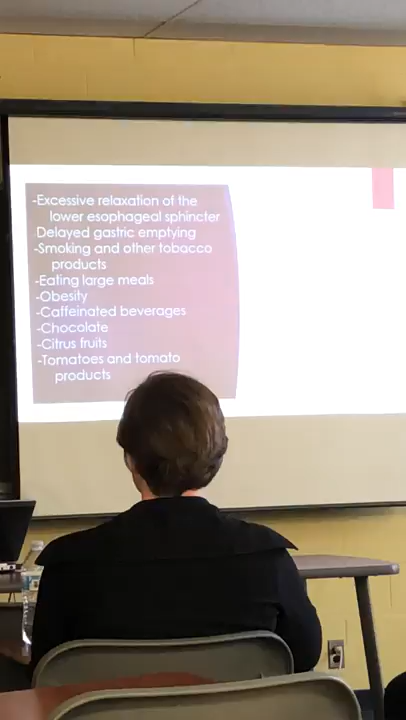 -Excessive relaxation of the
lower esophageal sphincter
Delayed gastric emptying
-Smoking and other tobacco
products
-Eating large meals
-Obesity
-Caffeinated beverages
-Chocolate
-Citrus fruits
-Tomatoes and tomato
products